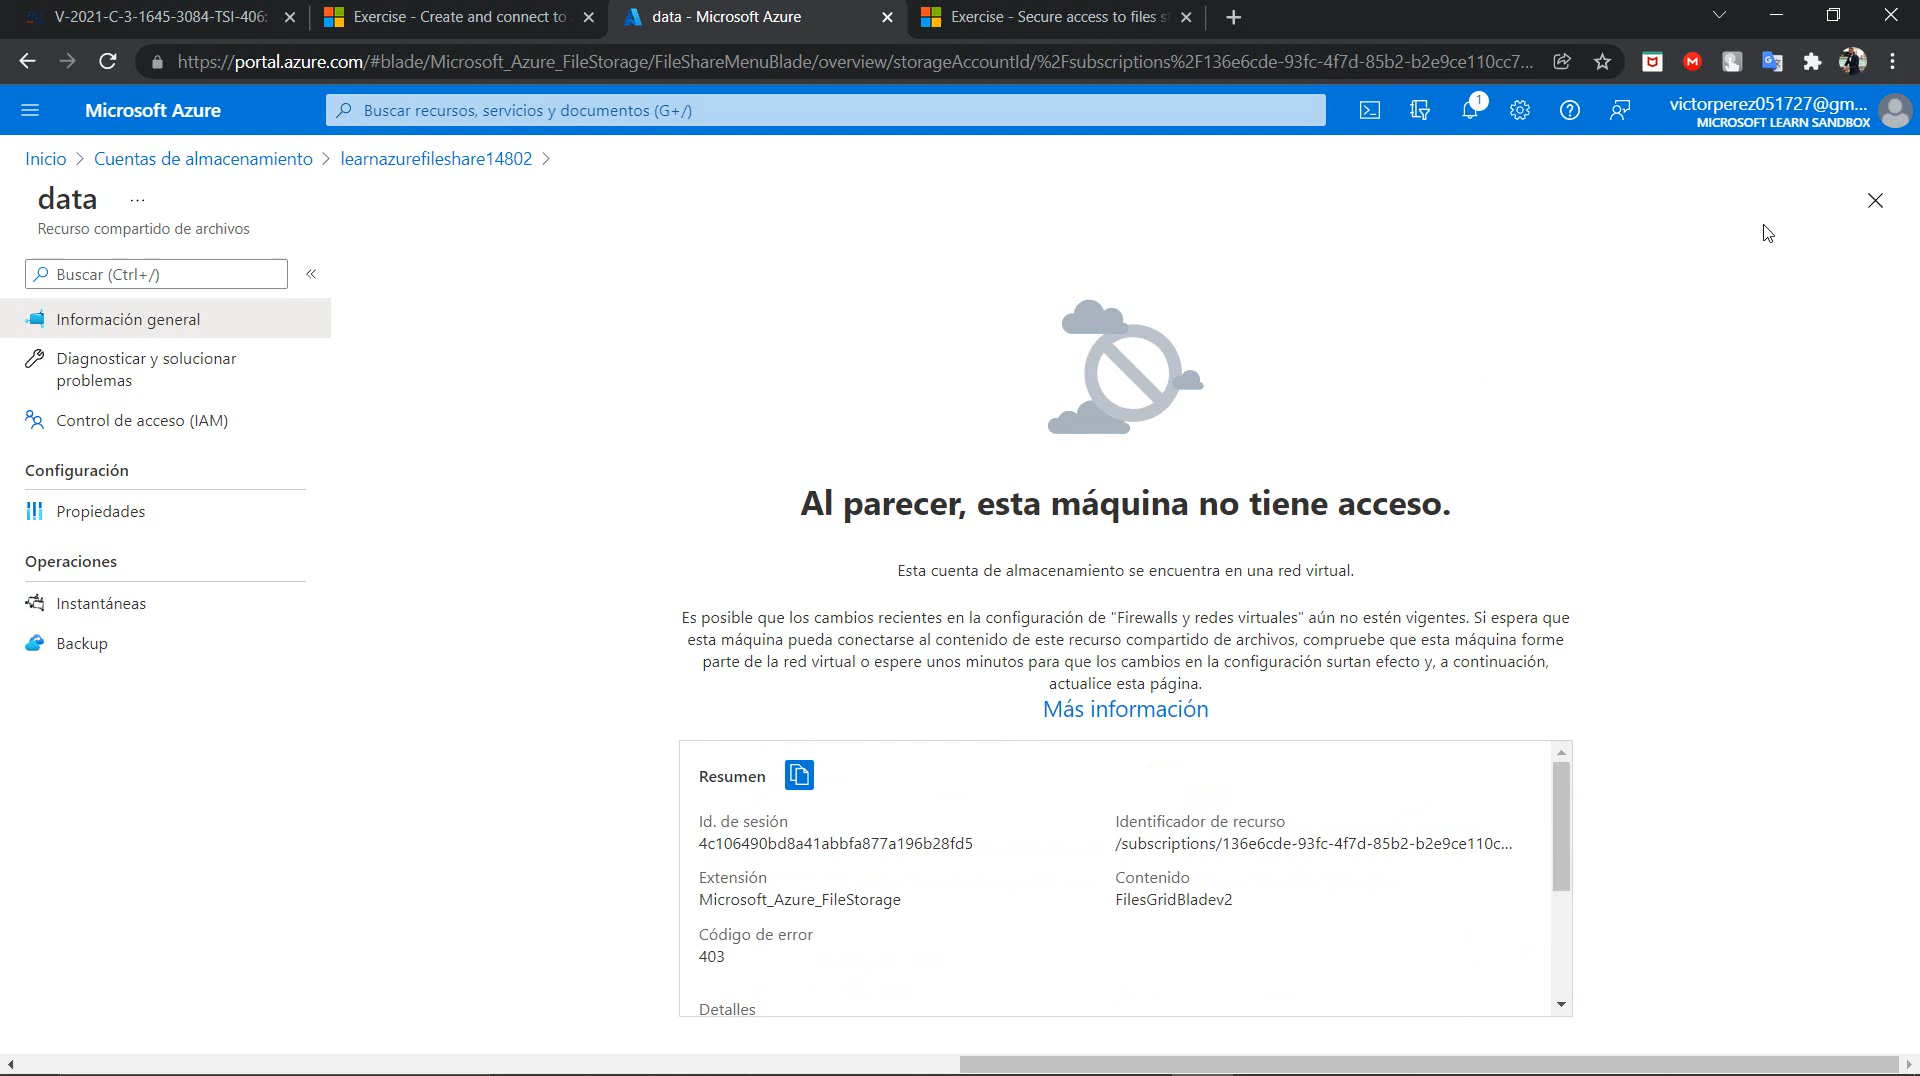 V-2021-C-3-1645-3084-TSI-406:
Exercise - Create and connect to
data - Microsoft Azure
Exercise - Secure access to files s
https://portal.azure.com/#blade/Microsoft_Azure_FileStorage/FileShareMenuBlade/overview/storageAccountId/%2Fsubscriptions%2F136e6cde-93fc-4f7d-85b2-b2e9ce110cc7...
Microsoft Azure
Buscar recursos, servicios y documentos (G+/)
1
victorperez051727@gm...
MICROSOFT LEARN SANDBOX
Inicio > Cuentas de almacenamiento > learnazurefileshare14802 >
data ...
Recurso compartido de archivos
Buscar (Ctrl+/)
«
Información general
Diagnosticar y solucionar
problemas
Control de acceso (IAM)
Configuración
Propiedades
Operaciones
Instantáneas
Backup
Al parecer, esta máquina no tiene acceso.
Esta cuenta de almacenamiento se encuentra en una red virtual.
Es posible que los cambios recientes en la configuración de "Firewalls y redes virtuales" aún no estén vigentes. Si espera que
esta máquina pueda conectarse al contenido de este recurso compartido de archivos, compruebe que esta máquina forme
parte de la red virtual o espere unos minutos para que los cambios en la configuración surtan efecto y, a continuación,
actualice esta página.
Más información
Resumen
Id. de sesión
4c106490bd8a41abbfa877a196b28fd5
Identificador de recurso
/subscriptions/136e6cde-93fc-4f7d-85b2-b2e9ce110c...
Extensión
Microsoft_Azure_FileStorage
Contenido
FilesGridBladev2
Código de error
403
Detalles